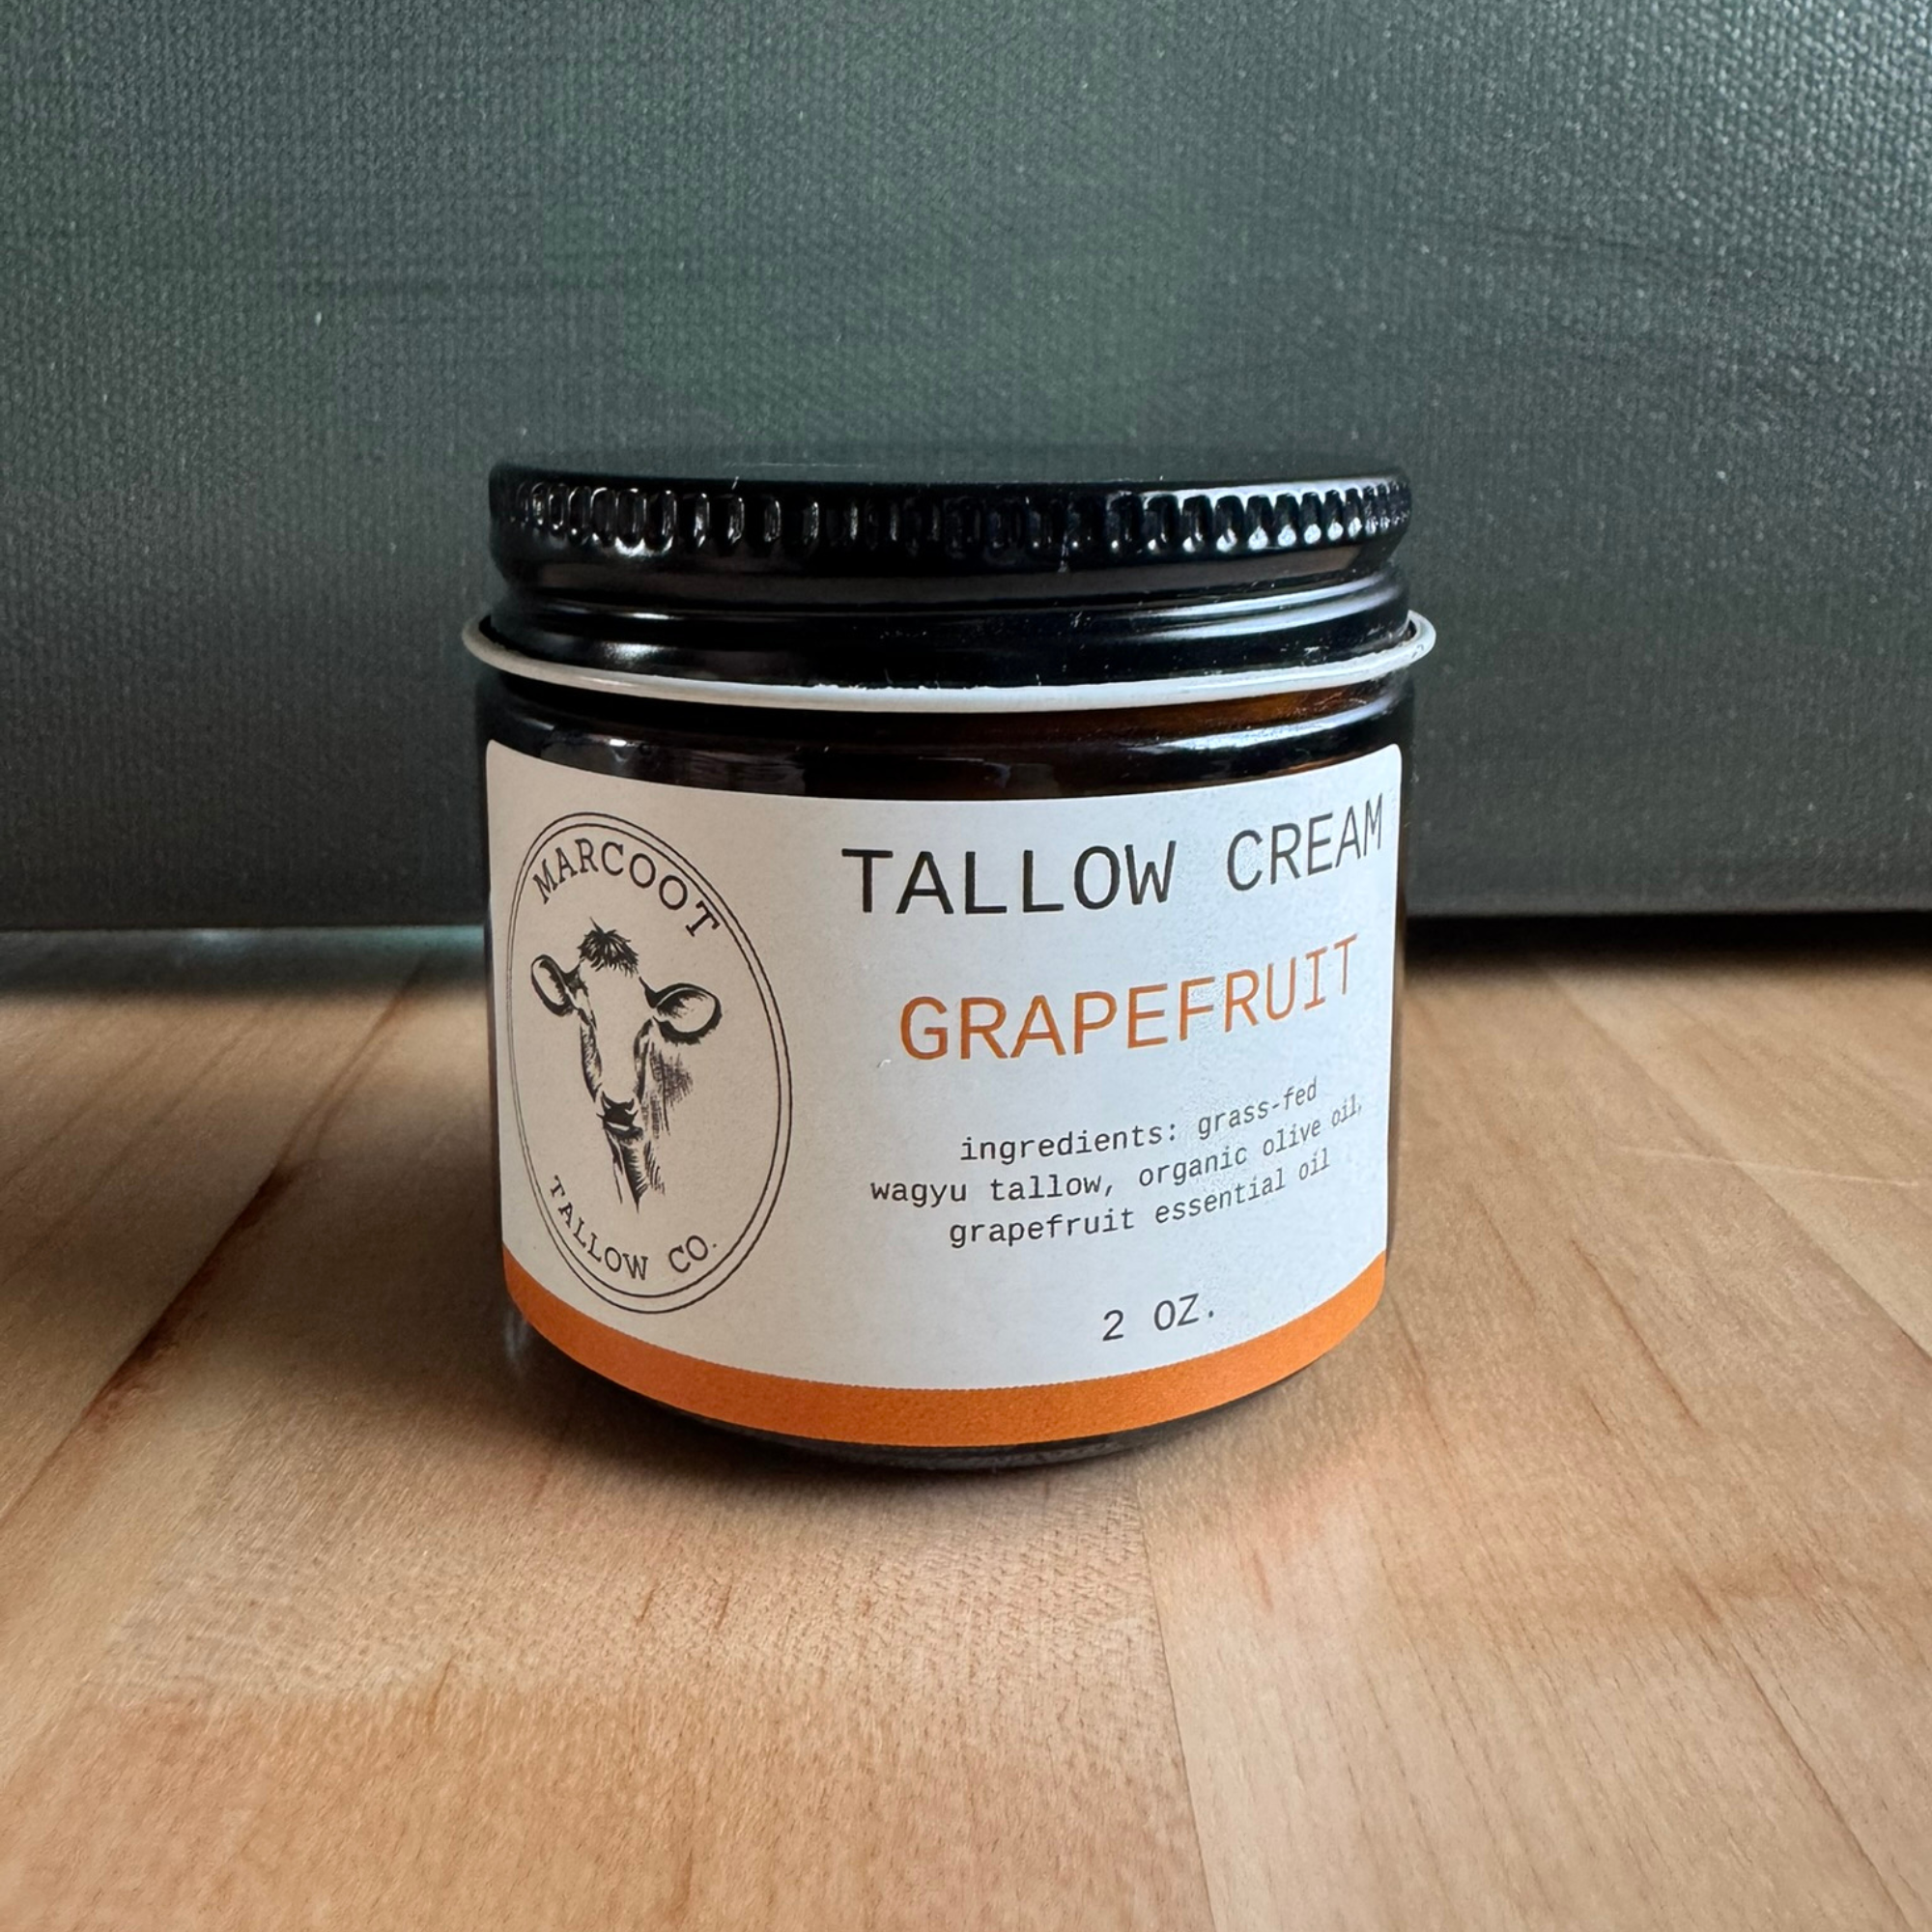 MARCOOT
TALLOW CO.
TALLOW CREAM
GRAPEFRUIT
ingredients: grass-fed
wagyu tallow, organic olive oil,
grapefruit essential oil
2 OZ.